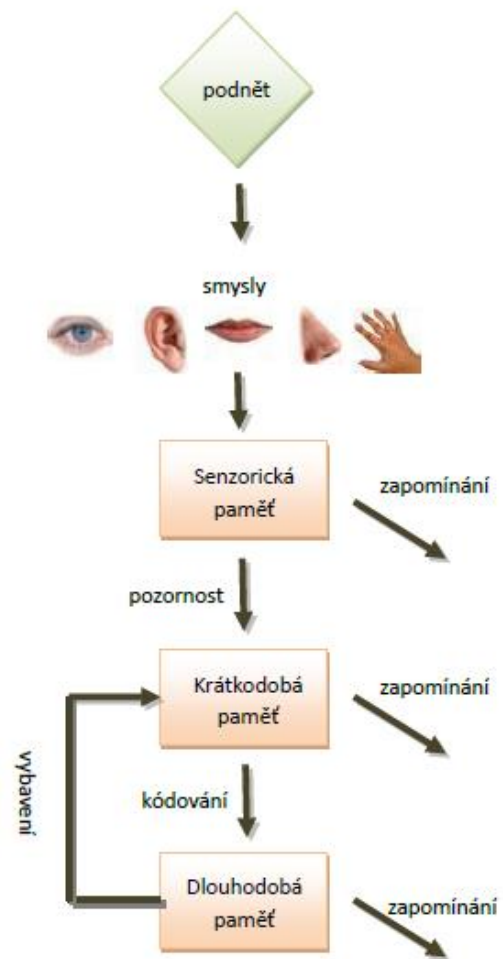 podnět
smysly
Senzorická
paměť
zapomínání
pozornost
Krátkodobá
paměť
zapomínání
vybavení
kódování
Dlouhodobá
paměť
zapomínání